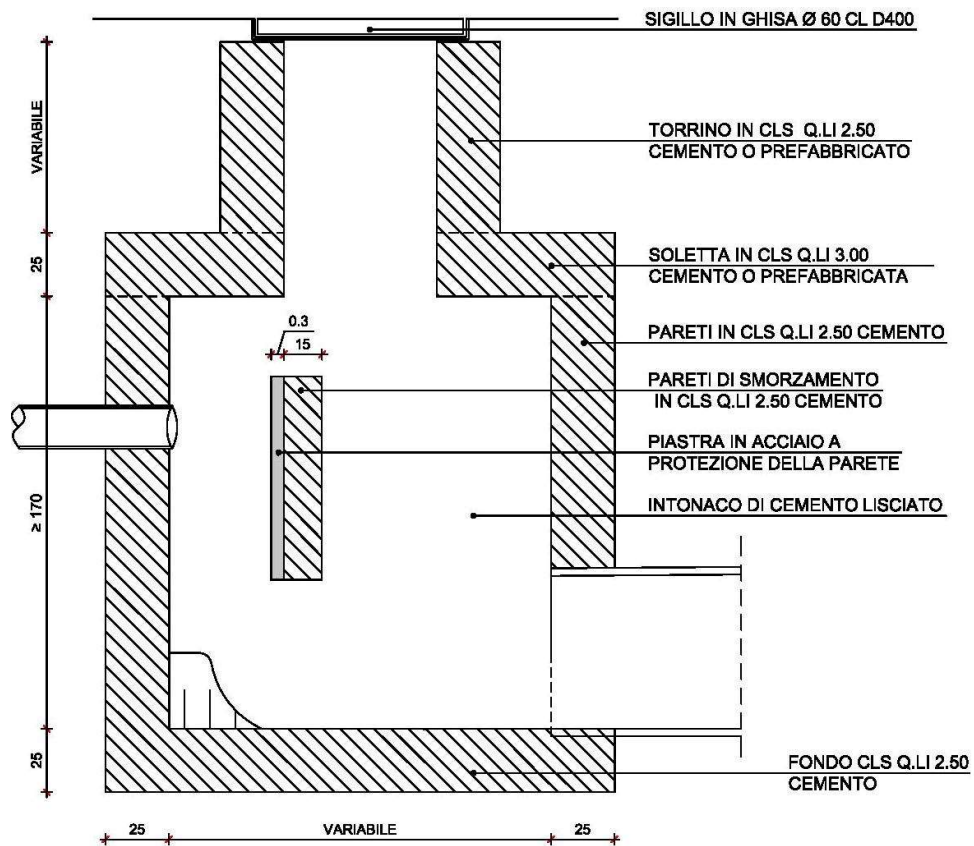 SIGILLO IN GHISA Ø 60 CL D400
VARIABILE
TORRINO IN CLS Q.LI 2.50
CEMENTO O PREFABBRICATO
25
SOLETTA IN CLS Q.LI 3.00
CEMENTO O PREFABBRICATA
0.3
15
PARETI IN CLS Q.LI 2.50 CEMENTO
PARETI DI SMORZAMENTO
IN CLS Q.LI 2.50 CEMENTO
PIASTRA IN ACCIAIO A
PROTEZIONE DELLA PARETE
≥ 170
INTONACO DI CEMENTO LISCIATO
25
FONDO CLS Q.LI 2.50
CEMENTO
25
VARIABILE
25